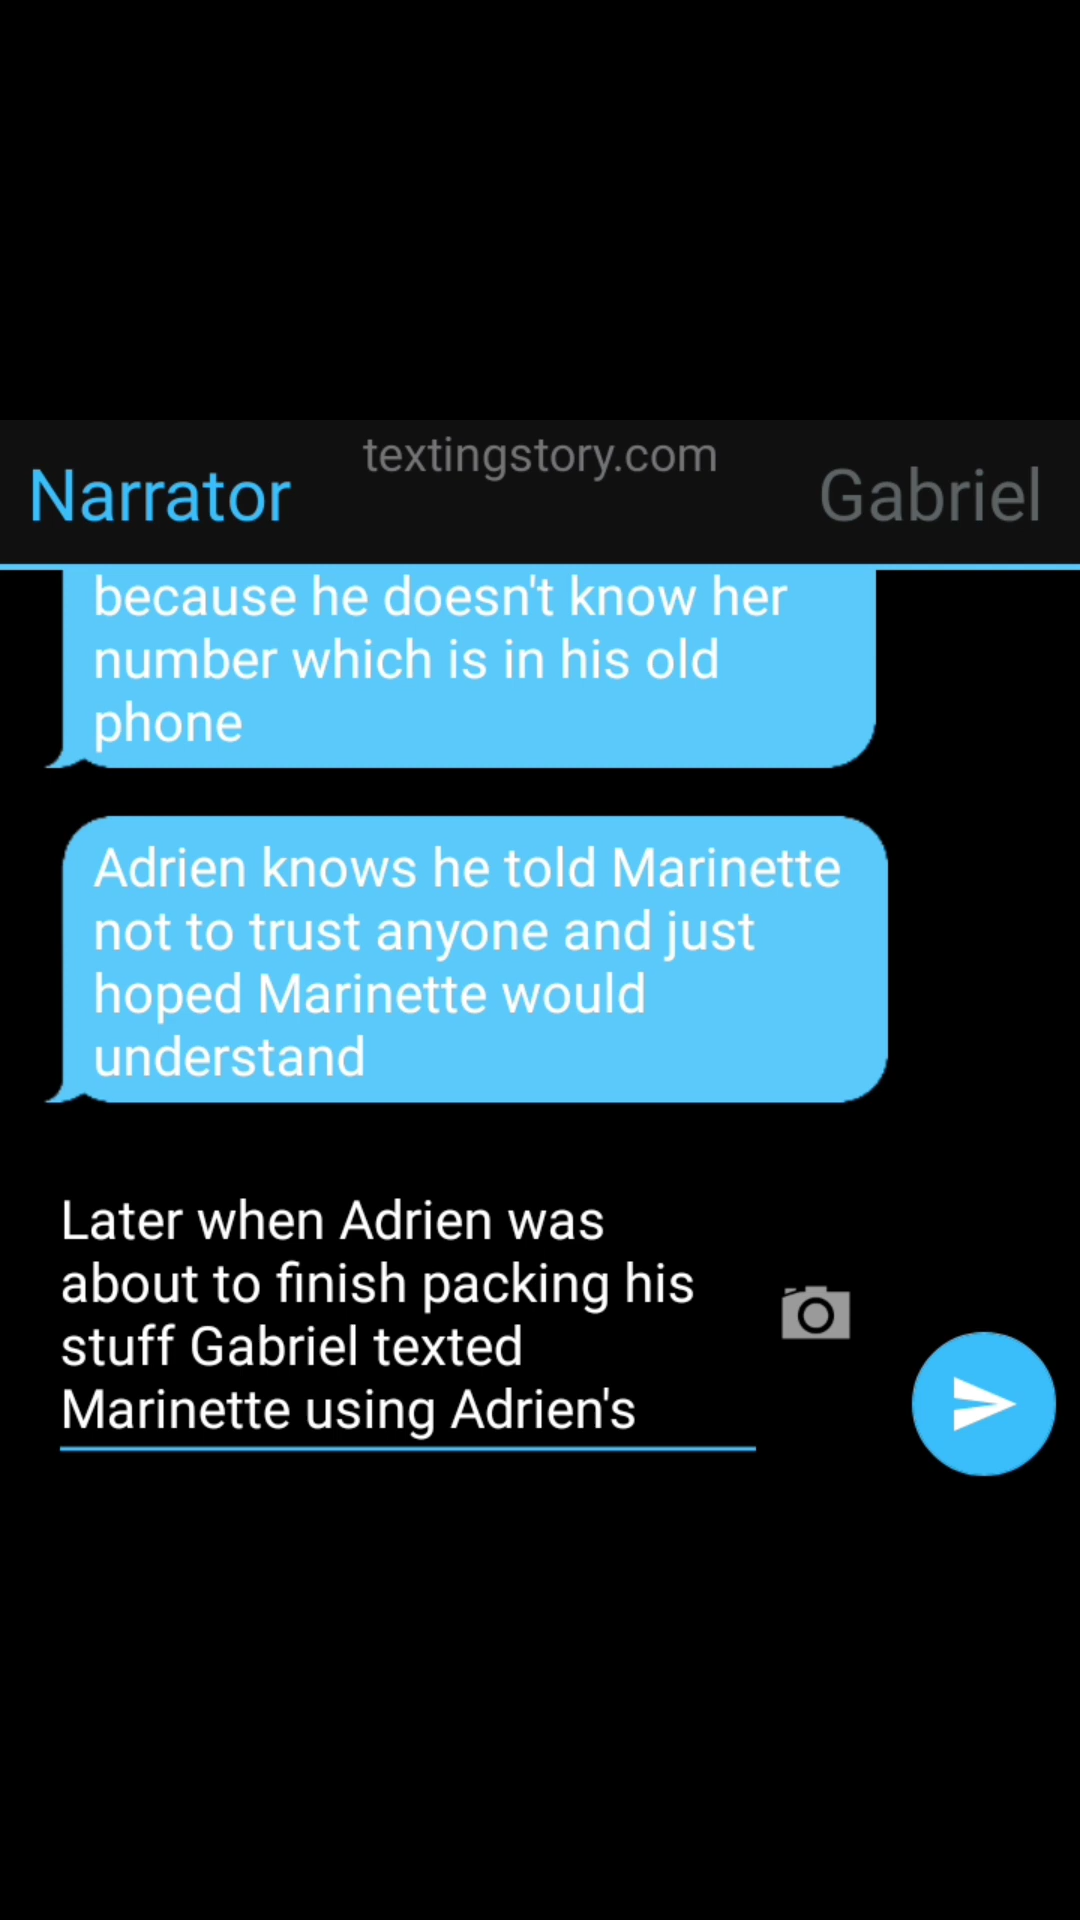 textingstory.com
Narrator
Gabriel
because he doesn't know her
number which is in his old
phone
Adrien knows he told Marinette
not to trust anyone and just
hoped Marinette would
understand
Later when Adrien was
about to finish packing his
stuff Gabriel texted
Marinette using Adrien's